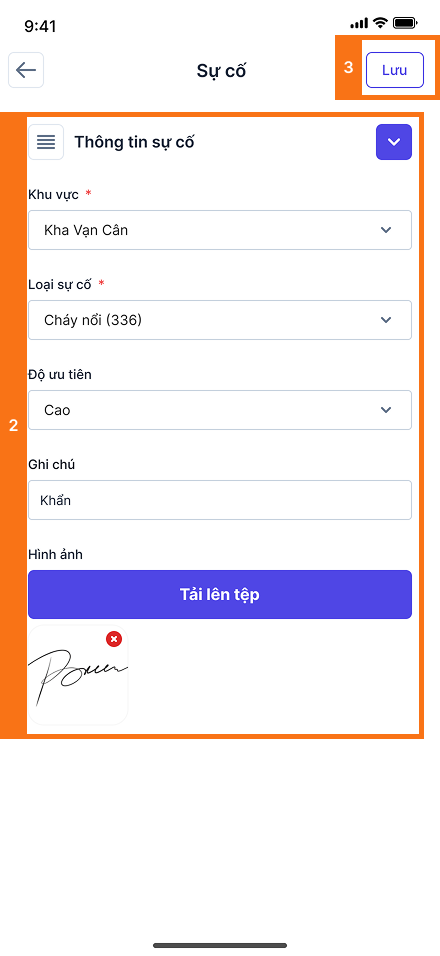 9:41
Sự cố
3
Lưu
Thông tin sự cố
Khu vực *
Kha Vạn Cân
Loại sự cố *
Cháy nổi (336)
Độ ưu tiên
Cao
2
Ghi chú
Khẩn
Hình ảnh
Tải lên tệp